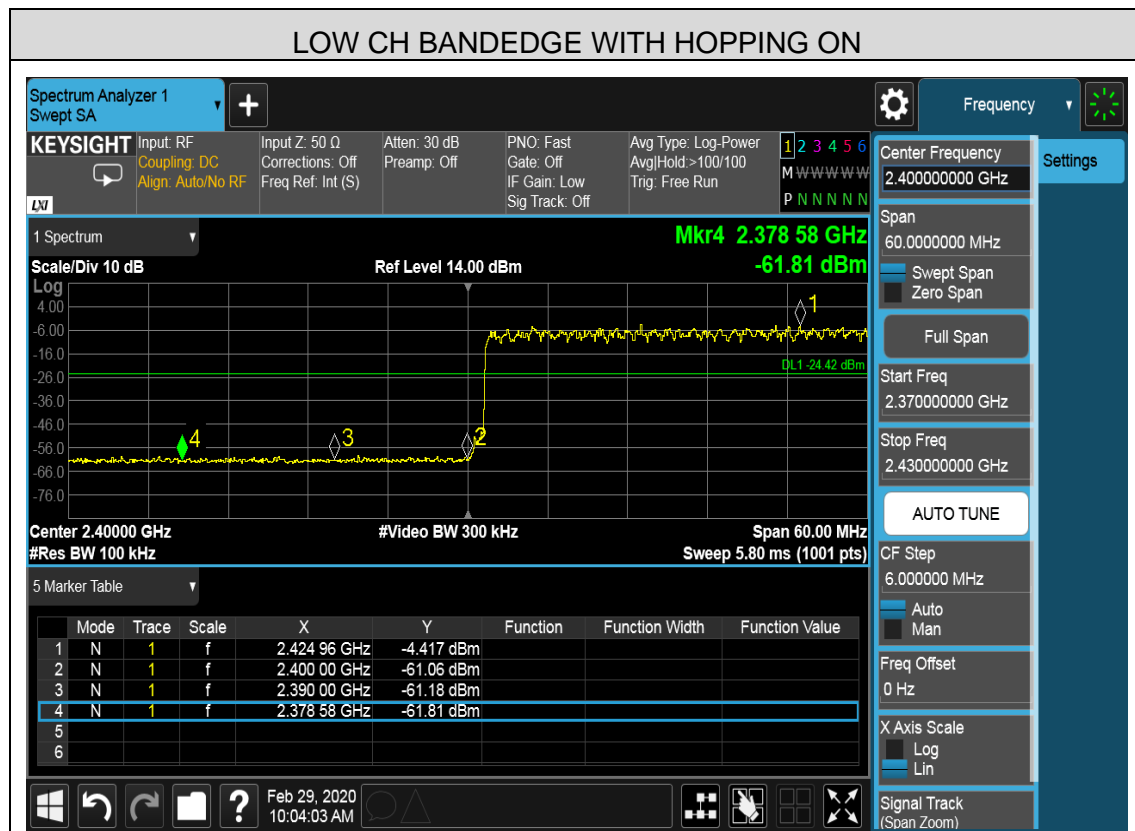 LOW CH BANDEDGE WITH HOPPING ON
Spectrum Analyzer 1
Swept SA
Frequency
KEYSIGHT
LXI
Input: RF
Coupling: DC
Align: Auto/No RF
Input Z: 50 Ω
Corrections: Off
Freq Ref: Int (S)
Atten: 30 dB
Preamp: Off
PNO: Fast
Gate: Off
IF Gain: Low
Sig Track: Off
Avg Type: Log-Power
Avg|Hold:>100/100
Trig: Free Run
1 2 3 4 5 6
M W W W W W
P N N N N N
1 Spectrum
Mkr4 2.378 58 GHz
Scale/Div 10 dB
Ref Level 14.00 dBm
-61.81 dBm
Log
4.00
-6.00
-16.0
-26.0
-36.0
-46.0
-56.0
-66.0
-76.0
1
DL1 -24.42 dBm
4
3
2
Center 2.40000 GHz
#Video BW 300 kHz
Span 60.00 MHz
#Res BW 100 kHz
Sweep 5.80 ms (1001 pts)
5 Marker Table
Mode Trace Scale X Y Function Function Width Function Value
1 N 1 f 2.424 96 GHz -4.417 dBm
2 N 1 f 2.400 00 GHz -61.06 dBm
3 N 1 f 2.390 00 GHz -61.18 dBm
4 N 1 f 2.378 58 GHz -61.81 dBm
5
6
Center Frequency
2.400000000 GHz
Settings
Span
60.0000000 MHz
Swept Span
Zero Span
Full Span
Start Freq
2.370000000 GHz
Stop Freq
2.430000000 GHz
AUTO TUNE
CF Step
6.000000 MHz
Auto
Man
Freq Offset
0 Hz
X Axis Scale
Log
Lin
Signal Track
(Span Zoom)
?
Feb 29, 2020
10:04:03 AM